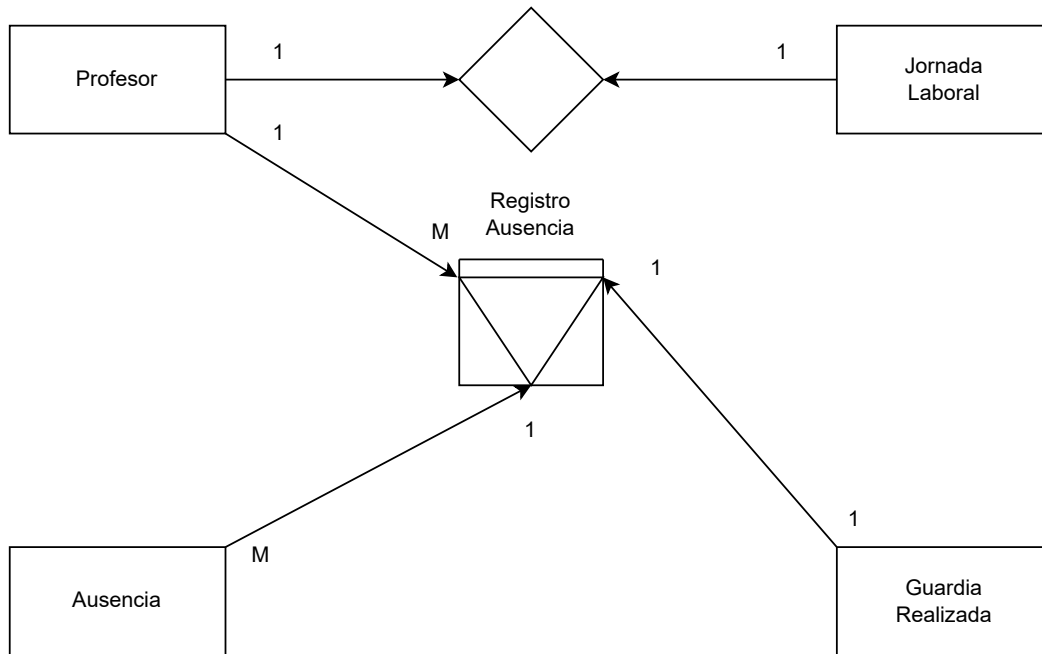 1
1
Profesor
Jornada
Laboral
1
Registro
Ausencia
M
1
1
1
M
Ausencia
Guardia
Realizada